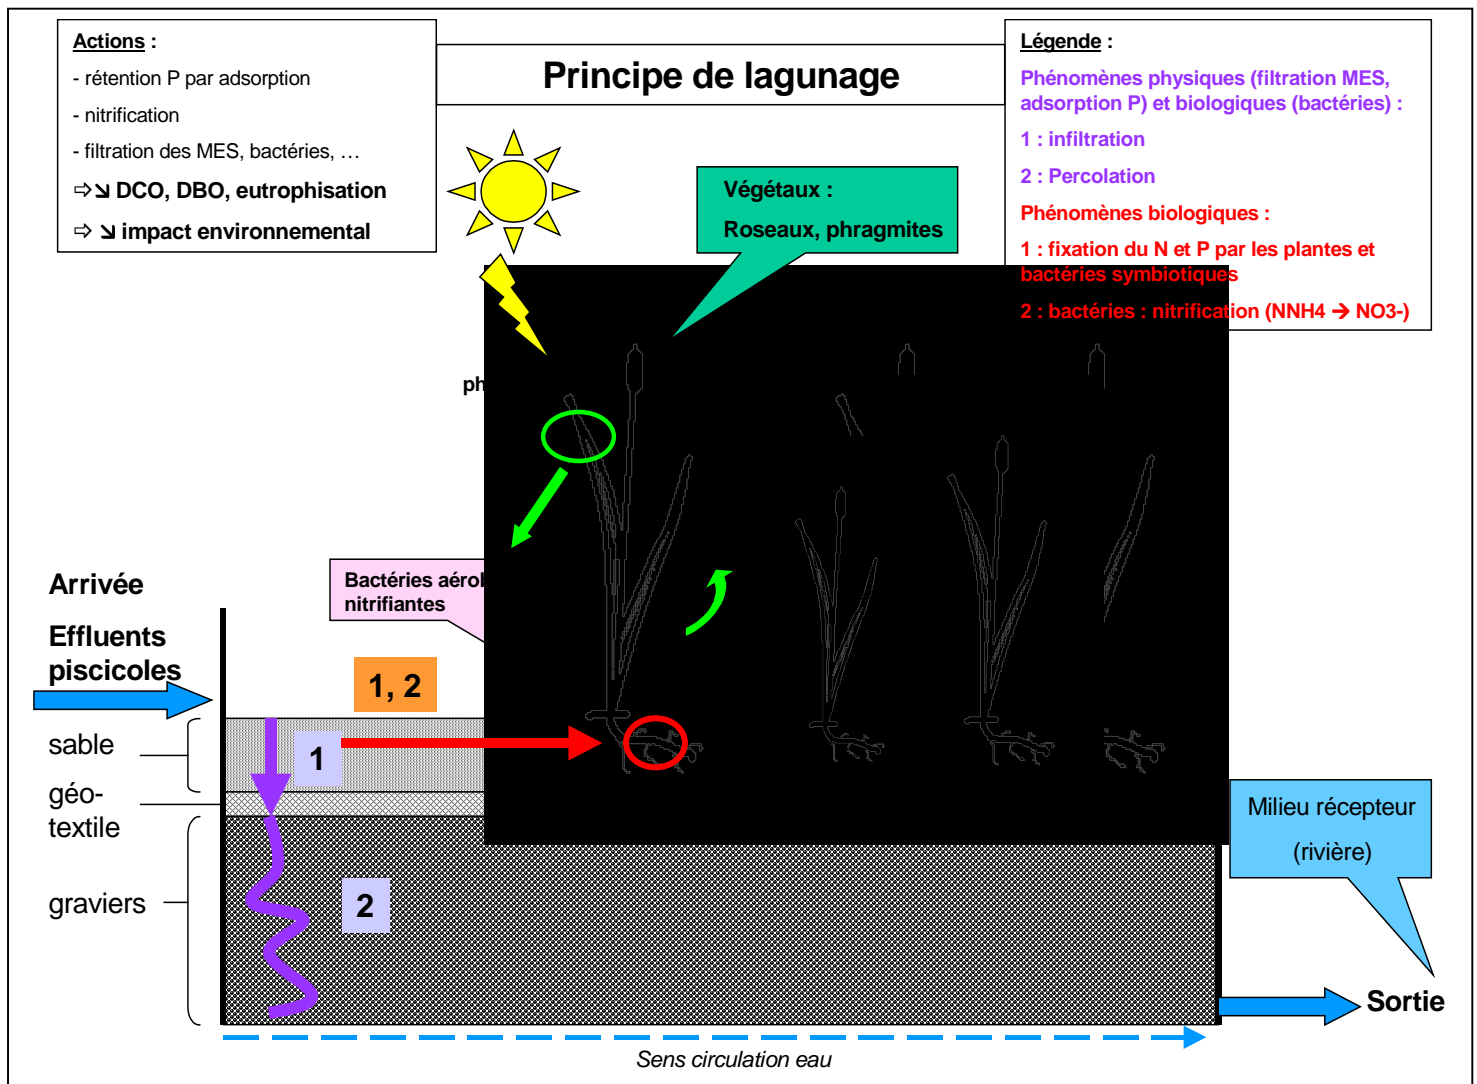 Actions :
- rétention P par adsorption
- nitrification
- filtration des MES, bactéries, …
⇨↘ DCO, DBO, eutrophisation
⇨ ↘ impact environnemental
Principe de lagunage
Légende :
Phénomènes physiques (filtration MES,
adsorption P) et biologiques (bactéries) :
1 : infiltration
2 : Percolation
Phénomènes biologiques :
1 : fixation du N et P par les plantes et
bactéries symbiotiques
2 : bactéries : nitrification (NNH4 → NO3-)
Végétaux :
Roseaux, phragmites
Bactéries
nitrifiantes
Arrivée
Effluents
piscicoles
1, 2
sable
1
géo-
textile
graviers
2
Milieu récepteur
(rivière)
Sortie
Sens circulation eau